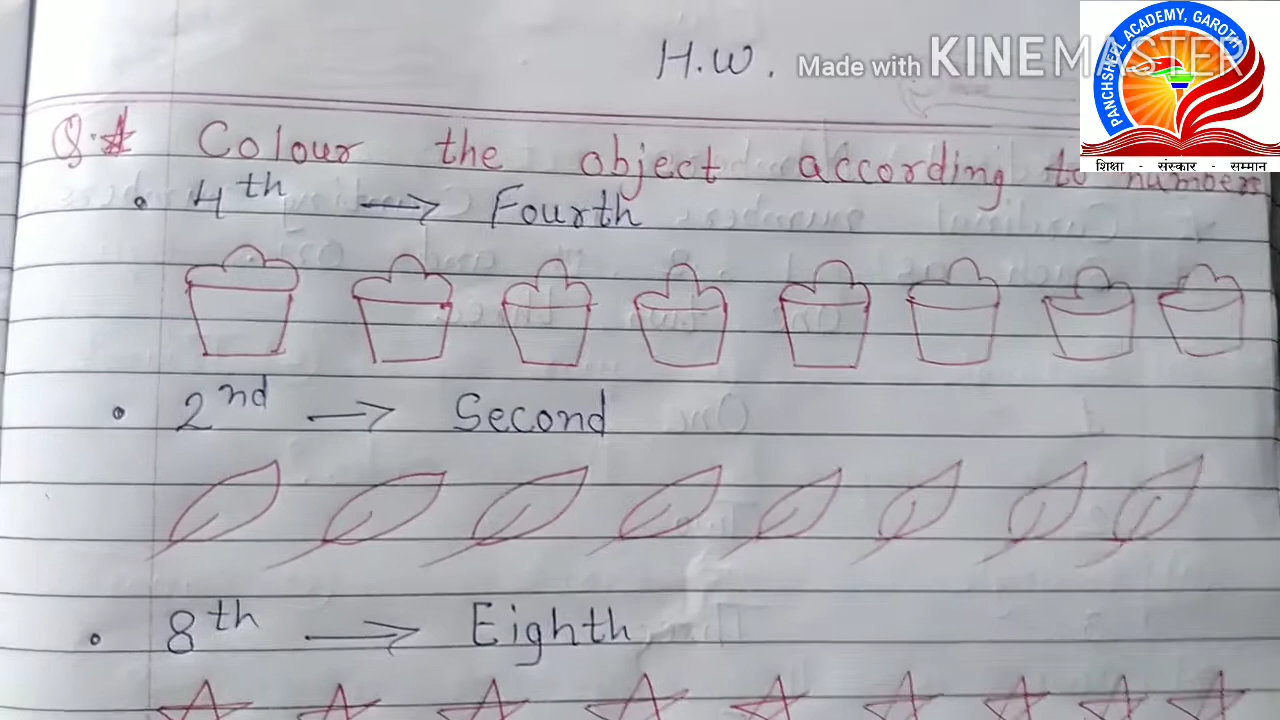 H.W.
Made with KINEMASTER
PANCHSHEEL ACADEMY, GAROTH
शिक्षा - संस्कार - सम्मान
Colour the object according to numbers
• 4th → Fourth
• 2nd → Second
• 8th → Eighth